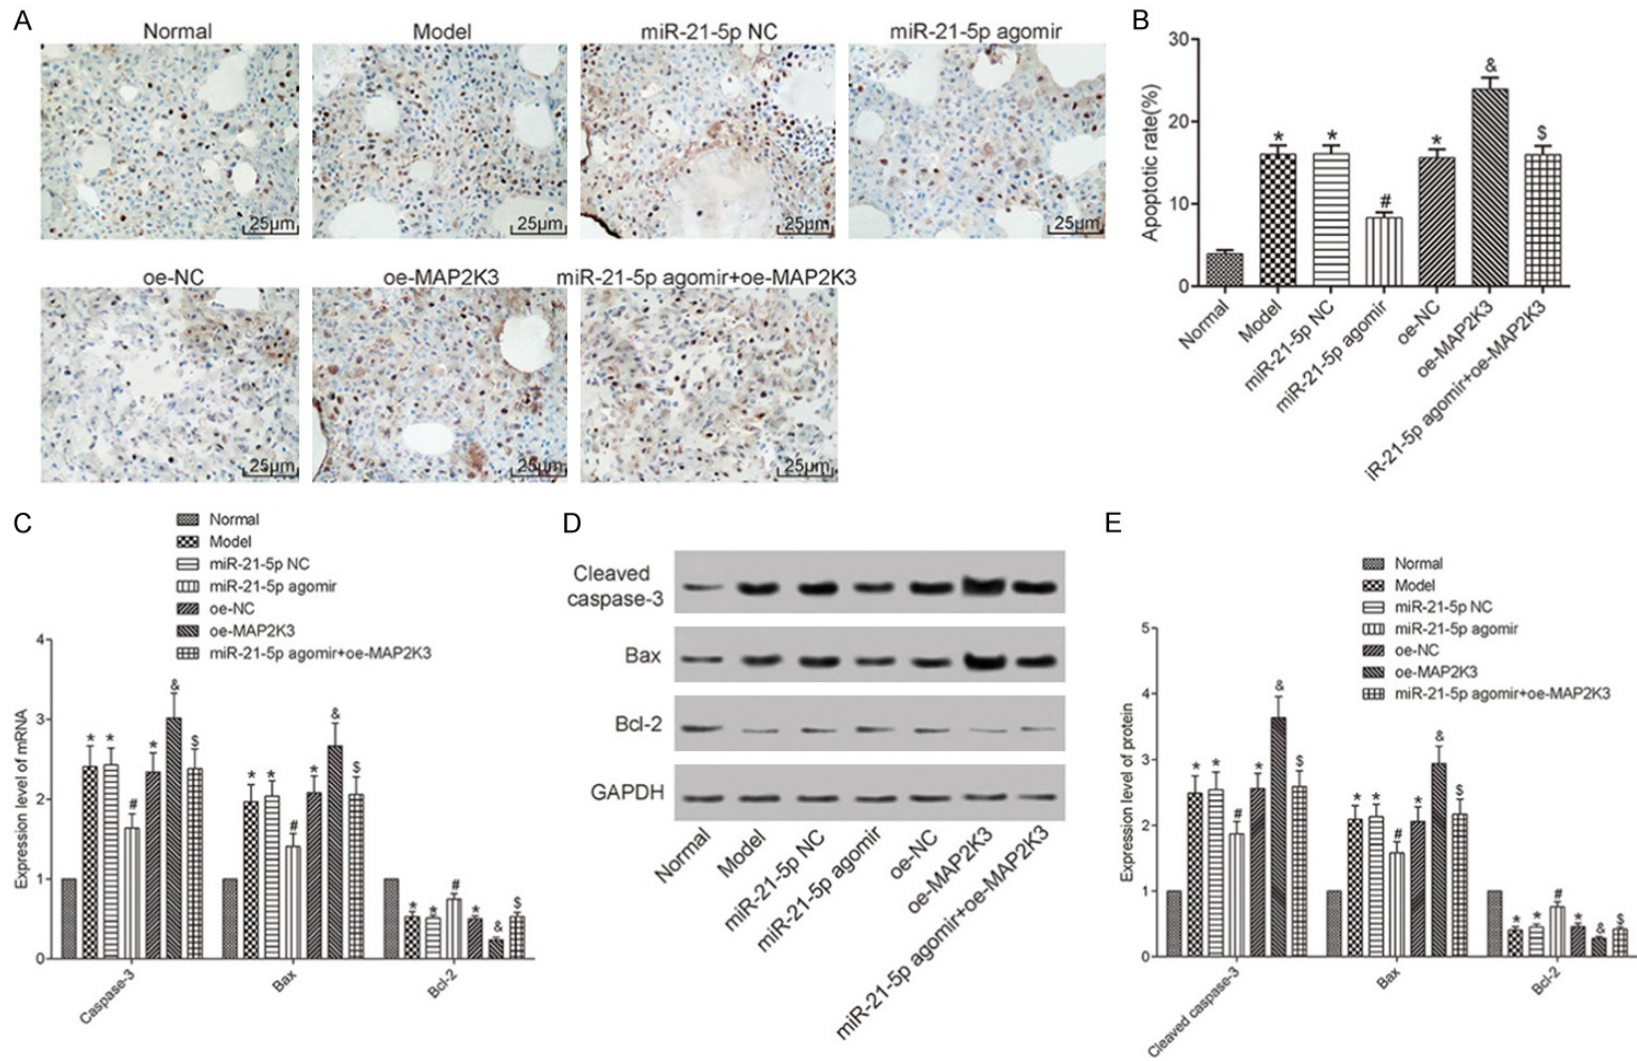 A
Normal
Model
miR-21-5p NC
miR-21-5p agomir
25μm
25μm
25μm
25μm
oe-NC
oe-MAP2K3
miR-21-5p agomir+oe-MAP2K3
25μm
25μm
25μm
B
Apoptotic rate(%)
30
20
10
0
*
*
#
*
&
$
Normal
Model
miR-21-5p NC
miR-21-5p agomir
oe-NC
oe-MAP2K3
iR-21-5p agomir+oe-MAP2K3
C
Normal
Model
miR-21-5p NC
miR-21-5p agomir
oe-NC
oe-MAP2K3
miR-21-5p agomir+oe-MAP2K3
Expression level of mRNA
4
3
2
1
0
* * # * & $
* * # * & $
* * # * & $
Caspase-3
Bax
Bcl-2
D
Cleaved
caspase-3
Bax
Bcl-2
GAPDH
Normal
Model
miR-21-5p NC
miR-21-5p agomir
oe-NC
oe-MAP2K3
miR-21-5p agomir+oe-MAP2K3
E
Normal
Model
miR-21-5p NC
miR-21-5p agomir
oe-NC
oe-MAP2K3
miR-21-5p agomir+oe-MAP2K3
Expression level of protein
5
4
3
2
1
0
* * # * & $
* * # * & $
* * # * & $
Cleaved caspase-3
Bax
Bcl-2